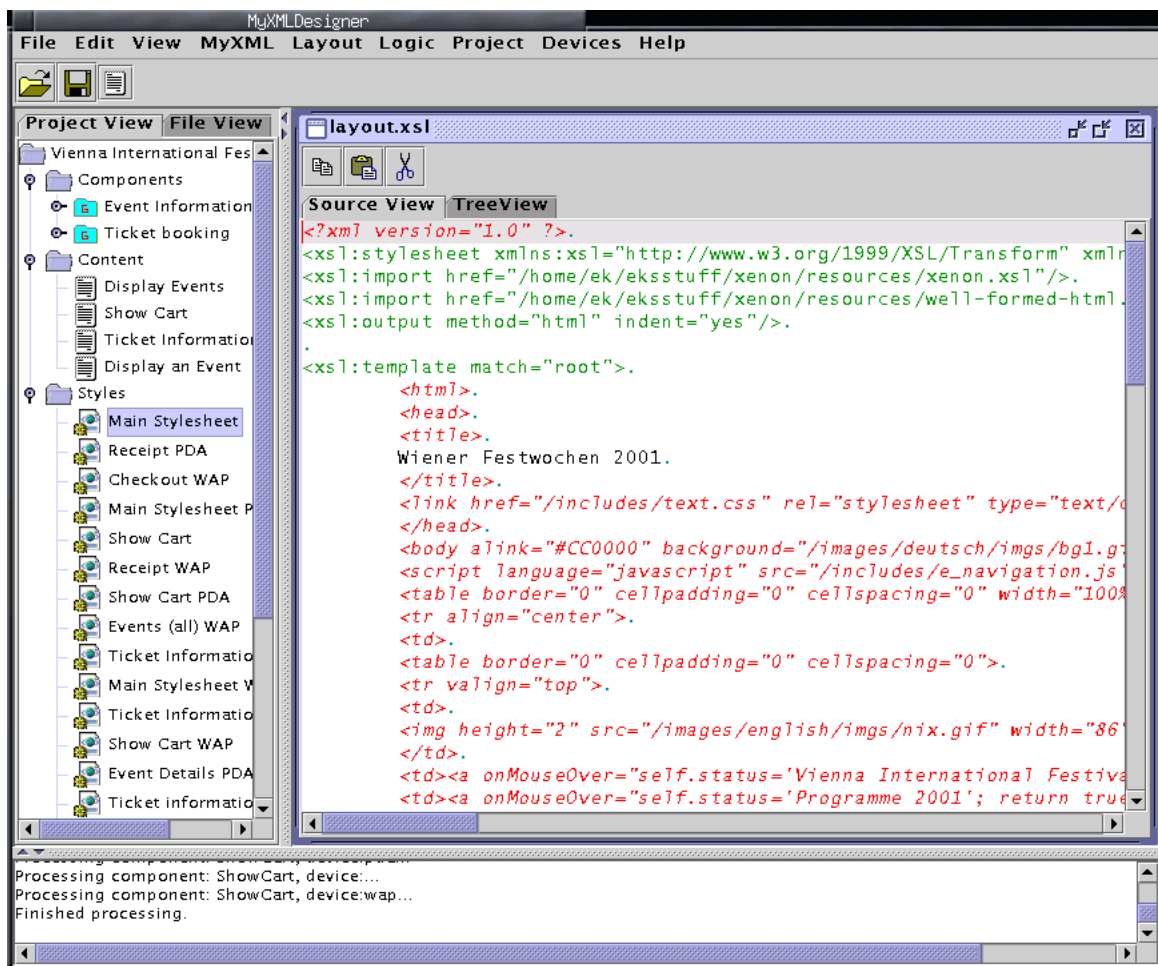 MyXMLDesigner
File Edit View MyXML Layout Logic Project Devices Help
Project View File View
Vienna International Fes
Components
Event Information
Ticket booking
Content
Display Events
Show Cart
Ticket Informatio
Display an Event
Styles
Main Stylesheet
Receipt PDA
Checkout WAP
Main Stylesheet P
Show Cart
Receipt WAP
Show Cart PDA
Events (all) WAP
Ticket Informatio
Main Stylesheet W
Ticket Informatio
Show Cart WAP
Event Details PDA
Ticket informatio
layout.xsl
Source View TreeView
<?xml version="1.0" ?>.
<xsl:stylesheet xmlns:xsl="http://www.w3.org/1999/XSL/Transform" xmln
<xsl:import href="/home/ek/eksstuff/xenon/resources/xenon.xsl"/>.
<xsl:import href="/home/ek/eksstuff/xenon/resources/well-formed-html.
<xsl:output method="html" indent="yes"/>.
.
<xsl:template match="root">.
<html>.
<head>.
<title>.
Wiener Festwochen 2001.
</title>.
<link href="/includes/text.css" rel="stylesheet" type="text/c
</head>.
<body alink="#CC0000" background="/images/deutsch/imgs/bg1.gi
<script language="javascript" src="/includes/e_navigation.js"
<table border="0" cellpadding="0" cellspacing="0" width="100%
<tr align="center">.
<td>.
<table border="0" cellpadding="0" cellspacing="0">.
<tr valign="top">.
<td>.
<img height="2" src="/images/english/imgs/nix.gif" width="86"
</td>.
<td><a onMouseOver="self.status='Vienna International Festiva
<td><a onMouseOver="self.status='Programme 2001'; return true
Processing component: ShowCart, device:...
Processing component: ShowCart, device:wap...
Finished processing.